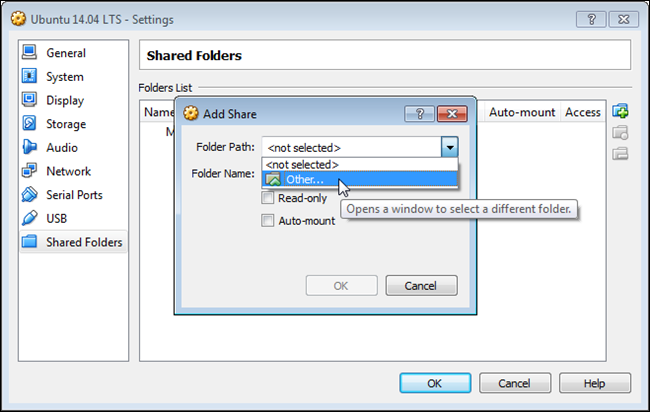 Ubuntu 14.04 LTS - Settings
General
System
Display
Storage
Audio
Network
Serial Ports
USB
Shared Folders
Shared Folders
Folders List
Name
Auto-mount
Access
M
Add Share
Folder Path:
<not selected>
<not selected>
Other...
Folder Name:
Read-only
Opens a window to select a different folder.
Auto-mount
OK
Cancel
OK
Cancel
Help